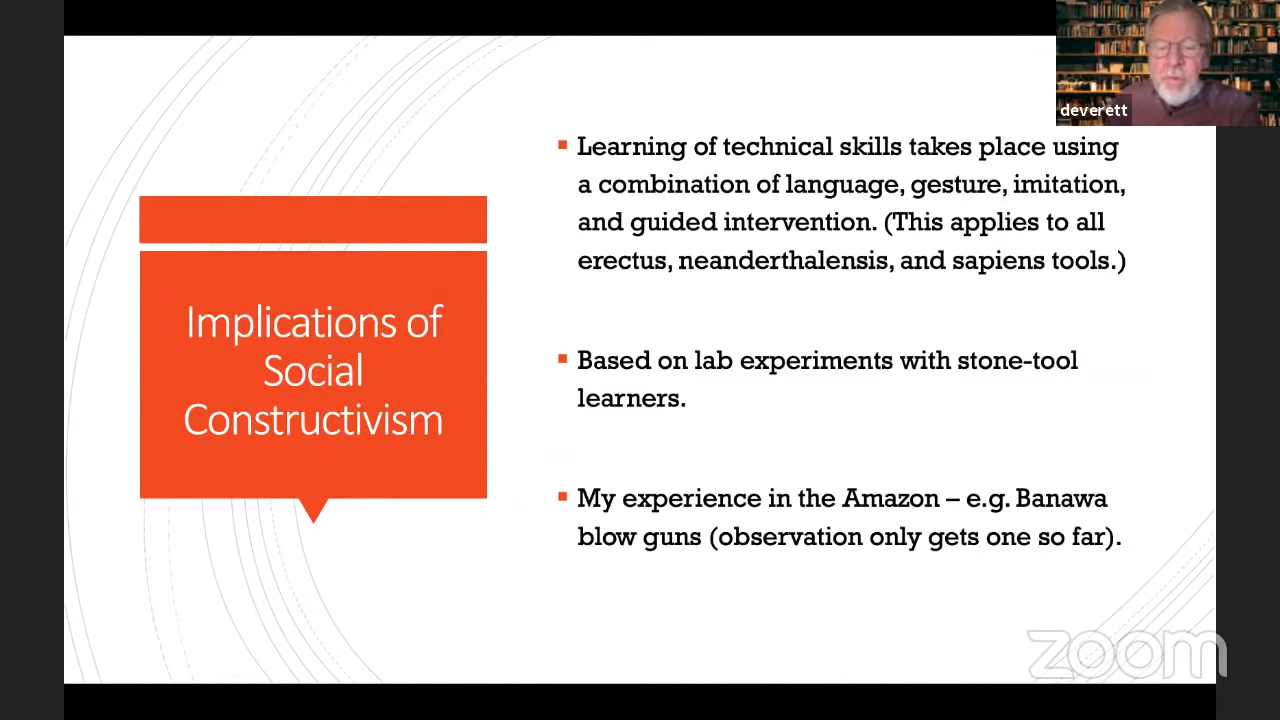 deverett
Implications of
Social
Constructivism
▪ Learning of technical skills takes place using
a combination of language, gesture, imitation,
and guided intervention. (This applies to all
erectus, neanderthalensis, and sapiens tools.)
▪ Based on lab experiments with stone-tool
learners.
▪ My experience in the Amazon – e.g. Banawa
blow guns (observation only gets one so far).
zoom